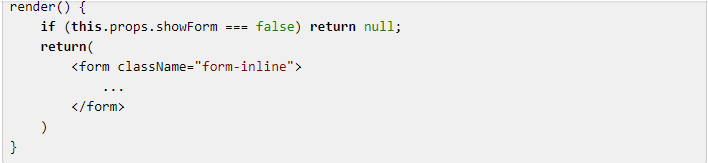 render() {
    if (this.props.showForm === false) return null;
    return(
        <form className="form-inline">
            ...
        </form>
    )
}